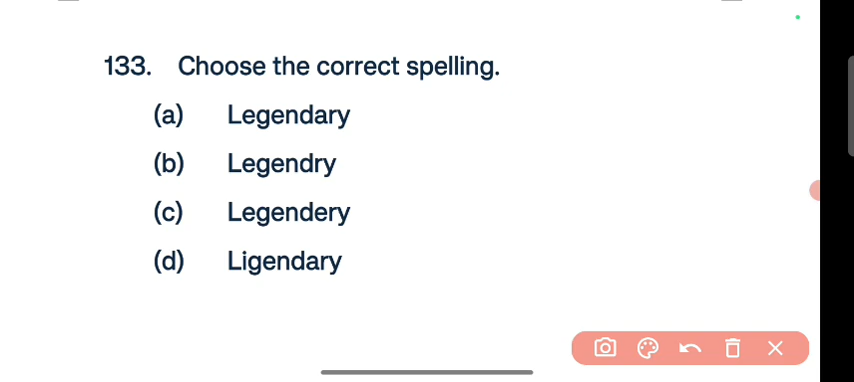 133. Choose the correct spelling.
(a) Legendary
(b) Legendry
(c) Legendery
(d) Ligendary